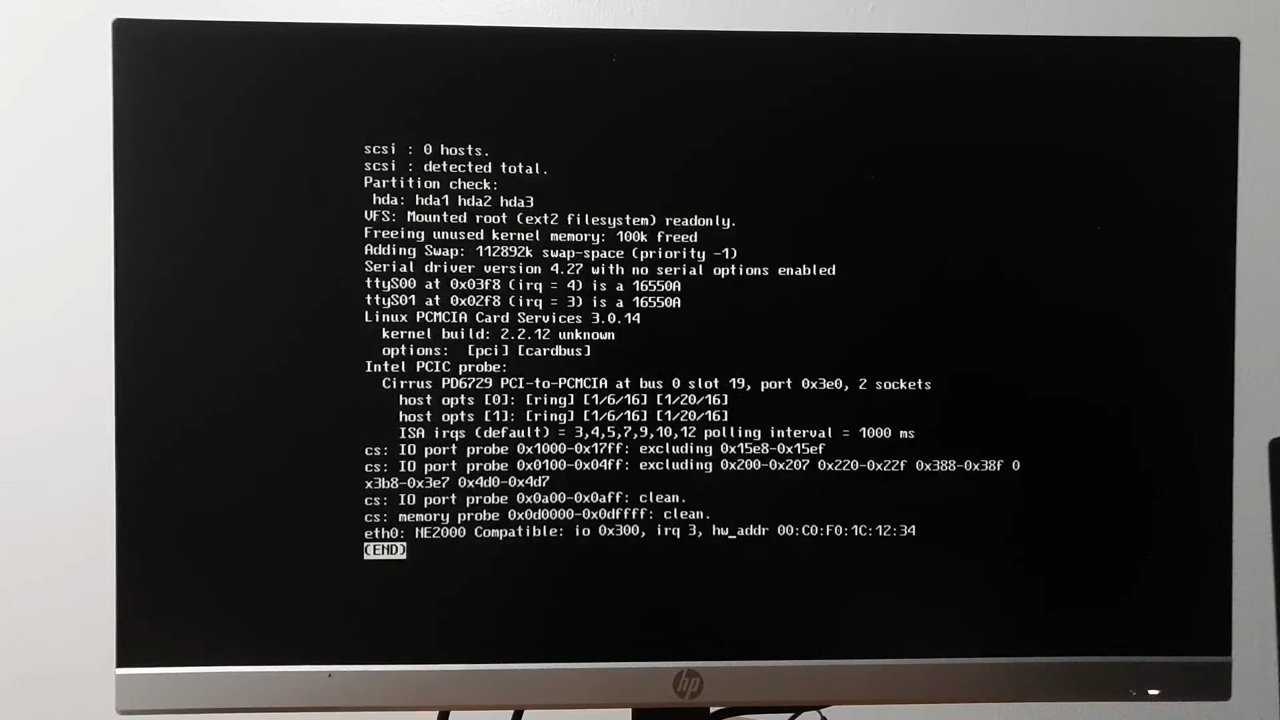 scsi : 0 hosts.
scsi : detected total.
Partition check:
 hda: hda1 hda2 hda3
VFS: Mounted root (ext2 filesystem) readonly.
Freeing unused kernel memory: 100k freed
Adding Swap: 112892k swap-space (priority -1)
Serial driver version 4.27 with no serial options enabled
ttyS00 at 0x03f8 (irq = 4) is a 16550A
ttyS01 at 0x02f8 (irq = 3) is a 16550A
Linux PCMCIA Card Services 3.0.14
  kernel build: 2.2.12 unknown
  options:  [pci] [cardbus]
Intel PCIC probe:
  Cirrus PD6729 PCI-to-PCMCIA at bus 0 slot 19, port 0x3e0, 2 sockets
    host opts [0]: [ring] [1/6/16] [1/20/16]
    host opts [1]: [ring] [1/6/16] [1/20/16]
    ISA irqs (default) = 3,4,5,7,9,10,12 polling interval = 1000 ms
cs: IO port probe 0x1000-0x17ff: excluding 0x15e8-0x15ef
cs: IO port probe 0x0100-0x04ff: excluding 0x200-0x207 0x220-0x22f 0x388-0x38f 0
x3b8-0x3e7 0x4d0-0x4d7
cs: IO port probe 0x0a00-0x0aff: clean.
cs: memory probe 0x0d0000-0x0dffff: clean.
eth0: NE2000 Compatible: io 0x300, irq 3, hw_addr 00:C0:F0:1C:12:34
(END)
hp